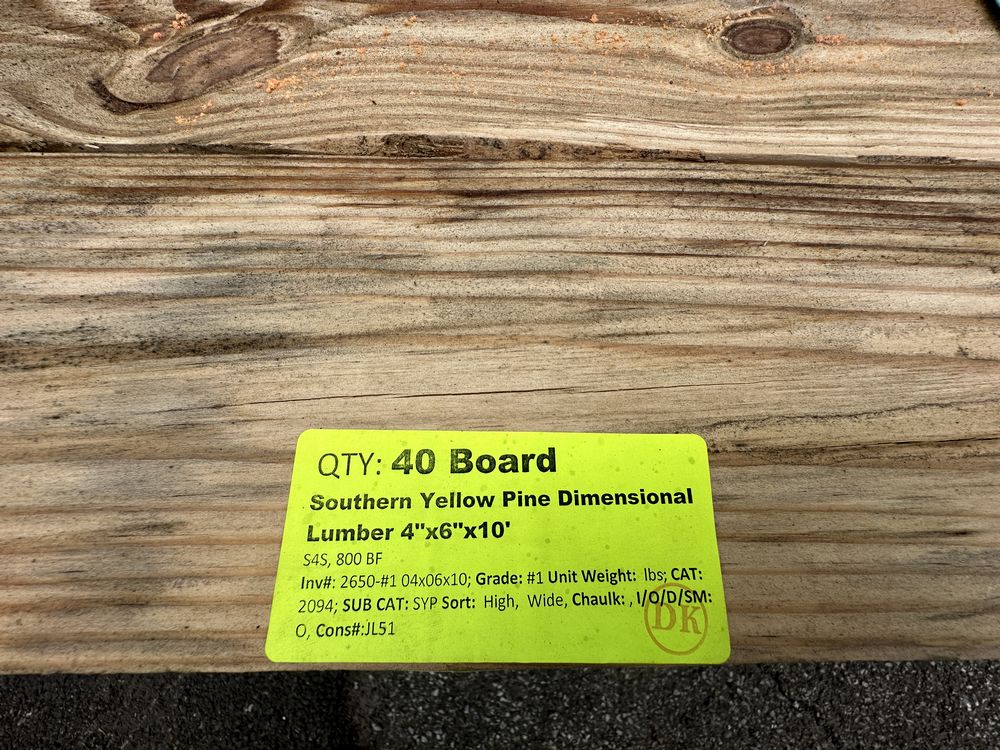 QTY: 40 Board
Southern Yellow Pine Dimensional
Lumber 4"x6"x10'
S4S, 800 BF
Inv#: 2650-#1 04x06x10; Grade: #1 Unit Weight:  lbs; CAT:
2094; SUB CAT: SYP Sort:  High,  Wide, Chaulk: , I/O/D/SM:
O, Cons#:JL51
DK